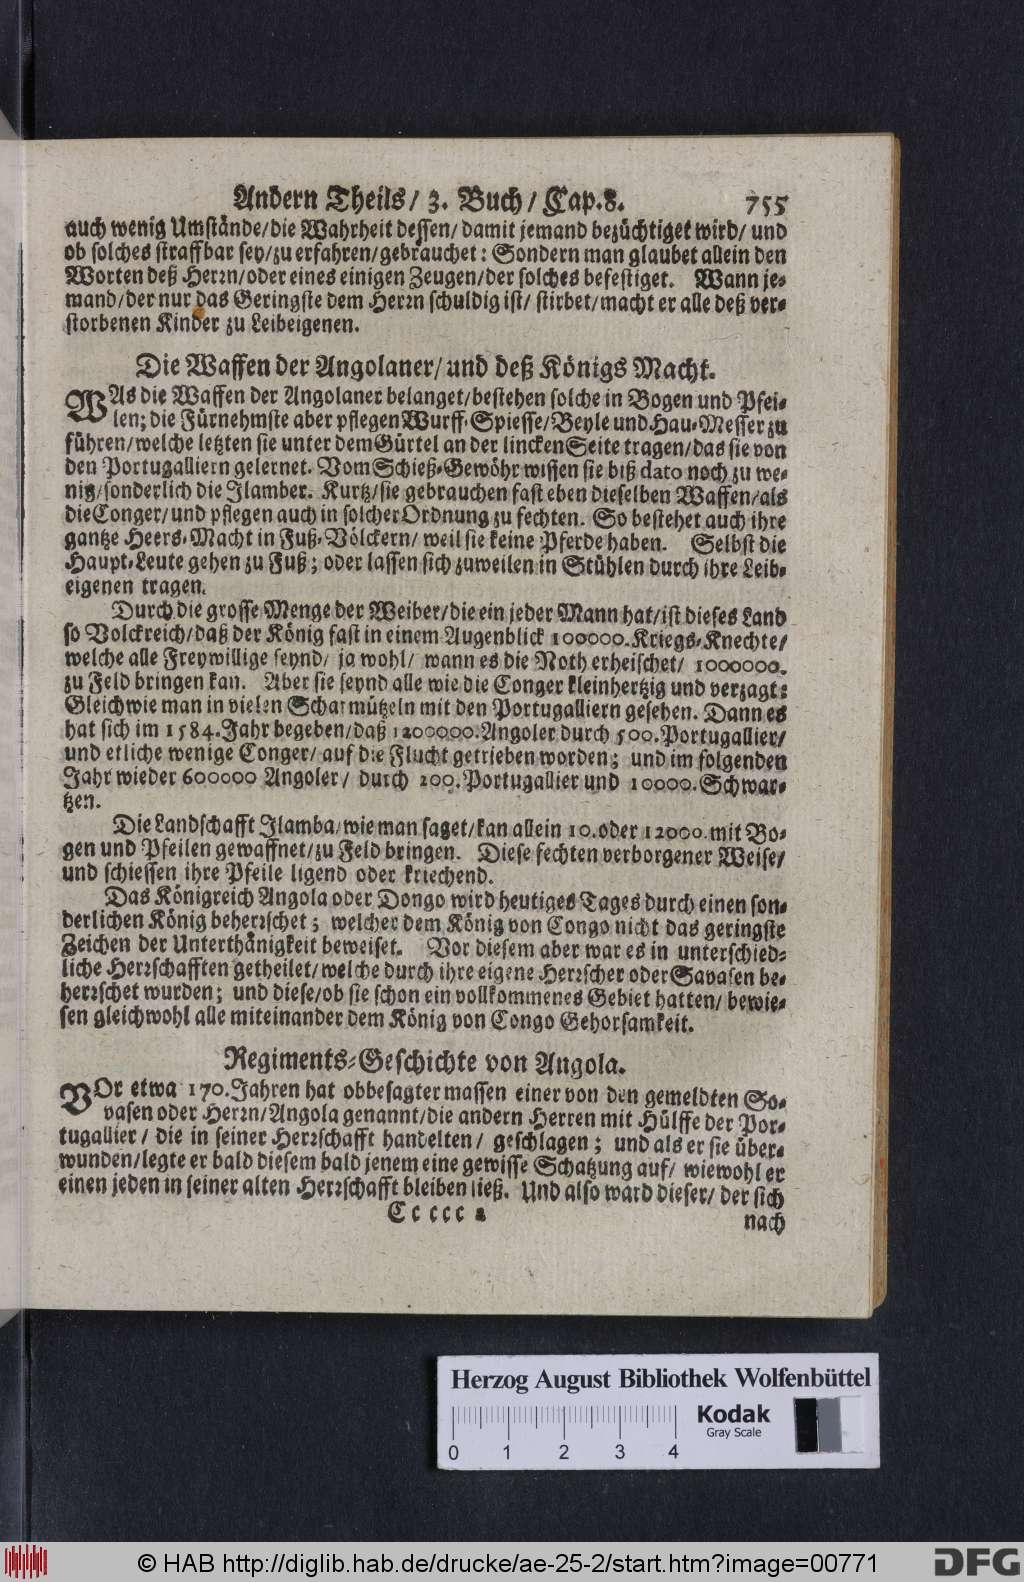 Andern Theils/ 3. Buch/ Cap. 8. 755
auch wenig Umstände/die Wahrheit dessen/ damit jemand bezüchtiget wird/ und
ob solches straffbar sey/zu erfahren/gebrauchet: Sondern man glaubet allein den
Worten deß Herrn/oder eines einigen Zeugen/der solches befestiget. Wann je-
mand/der nur das Geringste dem Herrn schuldig ist/ stirbet/macht er alle deß ver-
storbenen Kinder zu Leibeigenen.
Die Waffen der Angolaner/ und deß Königs Macht.
WAs die Waffen der Angolaner belanget/bestehen solche in Bogen und Pfei-
len; die Fürnehmste aber pflegen Wurff-Spiesse/Beyle und Hau-Messer zu
führen/welche letzten sie unter dem Gürtel an der lincken Seite tragen/das sie von
den Portugalliern gelernet. Vom Schieß-Gewöhr wissen sie biß dato noch zu we-
nig/sonderlich die Ilamber. Kurtz/sie gebrauchen fast eben dieselben Waffen/als
die Conger/und pflegen auch in solcher Ordnung zu fechten. So bestehet auch ihre
gantze Heers-Macht in Fuß-Völckern/ weil sie keine Pferde haben. Selbst die
Haupt-Leute gehen zu Fuß; oder lassen sich zuweilen in Stühlen durch ihre Leib-
eigenen tragen.
Durch die grosse Menge der Weiber/die ein jeder Mann hat/ist dieses Land
so Volckreich/daß der König fast in einem Augenblick 100000. Kriegs-Knechte/
welche alle Freywillige seynd/ ja wohl/ wann es die Noth erheischet/ 1000000.
zu Feld bringen kan. Aber sie seynd alle wie die Conger kleinhertzig und verzagt:
Gleichwie man in vielen Scharmützeln mit den Portugalliern gesehen. Dann es
hat sich im 1584. Jahr begeben/daß 1200000. Angoler durch 500. Portugallier/
und etliche wenige Conger/ auf die Flucht getrieben worden; und im folgenden
Jahr wieder 600000 Angoler/ durch 200. Portugallier und 10000. Schwar-
tzen.
Die Landschafft Ilamba/wie man saget/kan allein 10. oder 12000. mit Bo-
gen und Pfeilen gewaffnet/zu Feld bringen. Diese fechten verborgener Weise/
und schiessen ihre Pfeile ligend oder kriechend.
Das Königreich Angola oder Dongo wird heutiges Tages durch einen son-
derlichen König beherrschet; welcher dem König von Congo nicht das geringste
Zeichen der Unterthänigkeit beweiset. Vor diesem aber war es in unterschied-
liche Herrschafften getheilet/welche durch ihre eigene Herrscher oder Savasen be-
herrschet wurden; und diese/ob sie schon ein vollkommenes Gebiet hatten/ bewie-
sen gleichwohl alle miteinander dem König von Congo Gehorsamkeit.
Regiments-Geschichte von Angola.
VOr etwa 170. Jahren hat obbesagter massen einer von den gemeldten So-
vasen oder Herrn/Angola genannt/die andern Herren mit Hülffe der Por-
tugallier/ die in seiner Herrschafft handelten/ geschlagen; und als er sie über-
wunden/legte er bald diesem bald jenem eine gewisse Schatzung auf/ wiewohl er
einen jeden in seiner alten Herrschafft bleiben ließ. Und also ward dieser/ der sich
C c c c c 2 nach
Herzog August Bibliothek Wolfenbüttel
Kodak
Gray Scale
0 1 2 3 4
© HAB http://diglib.hab.de/drucke/ae-25-2/start.htm?image=00771
DFG